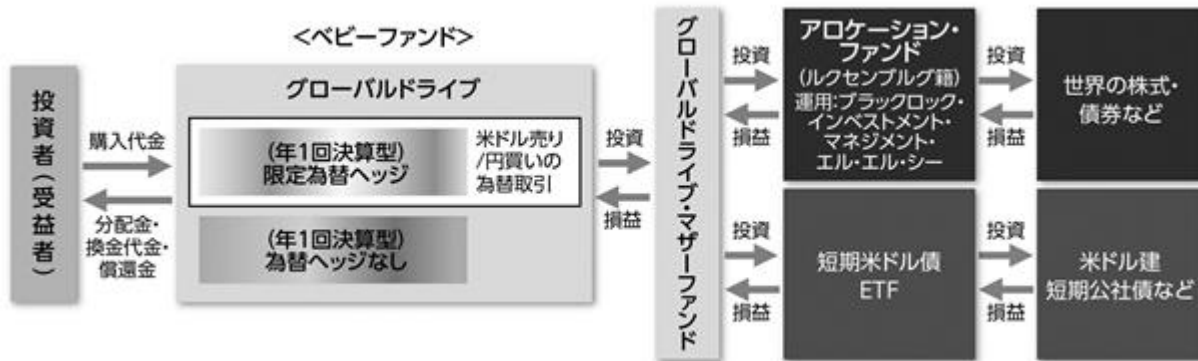 <ベビーファンド>
投資者(受益者)
購入代金
分配金・
換金代金・
償還金
グローバルドライブ
(年1回決算型)
限定為替ヘッジ
米ドル売り
/円買いの
為替取引
(年1回決算型)
為替ヘッジなし
投資
損益
グローバルドライブ・マザーファンド
投資
損益
アロケーション・
ファンド
(ルクセンブルグ籍)
運用:ブラックロック・
インベストメント・
マネジメント・
エル・エル・シー
投資
損益
世界の株式・
債券など
投資
損益
短期米ドル債
ETF
投資
損益
米ドル建
短期公社債など